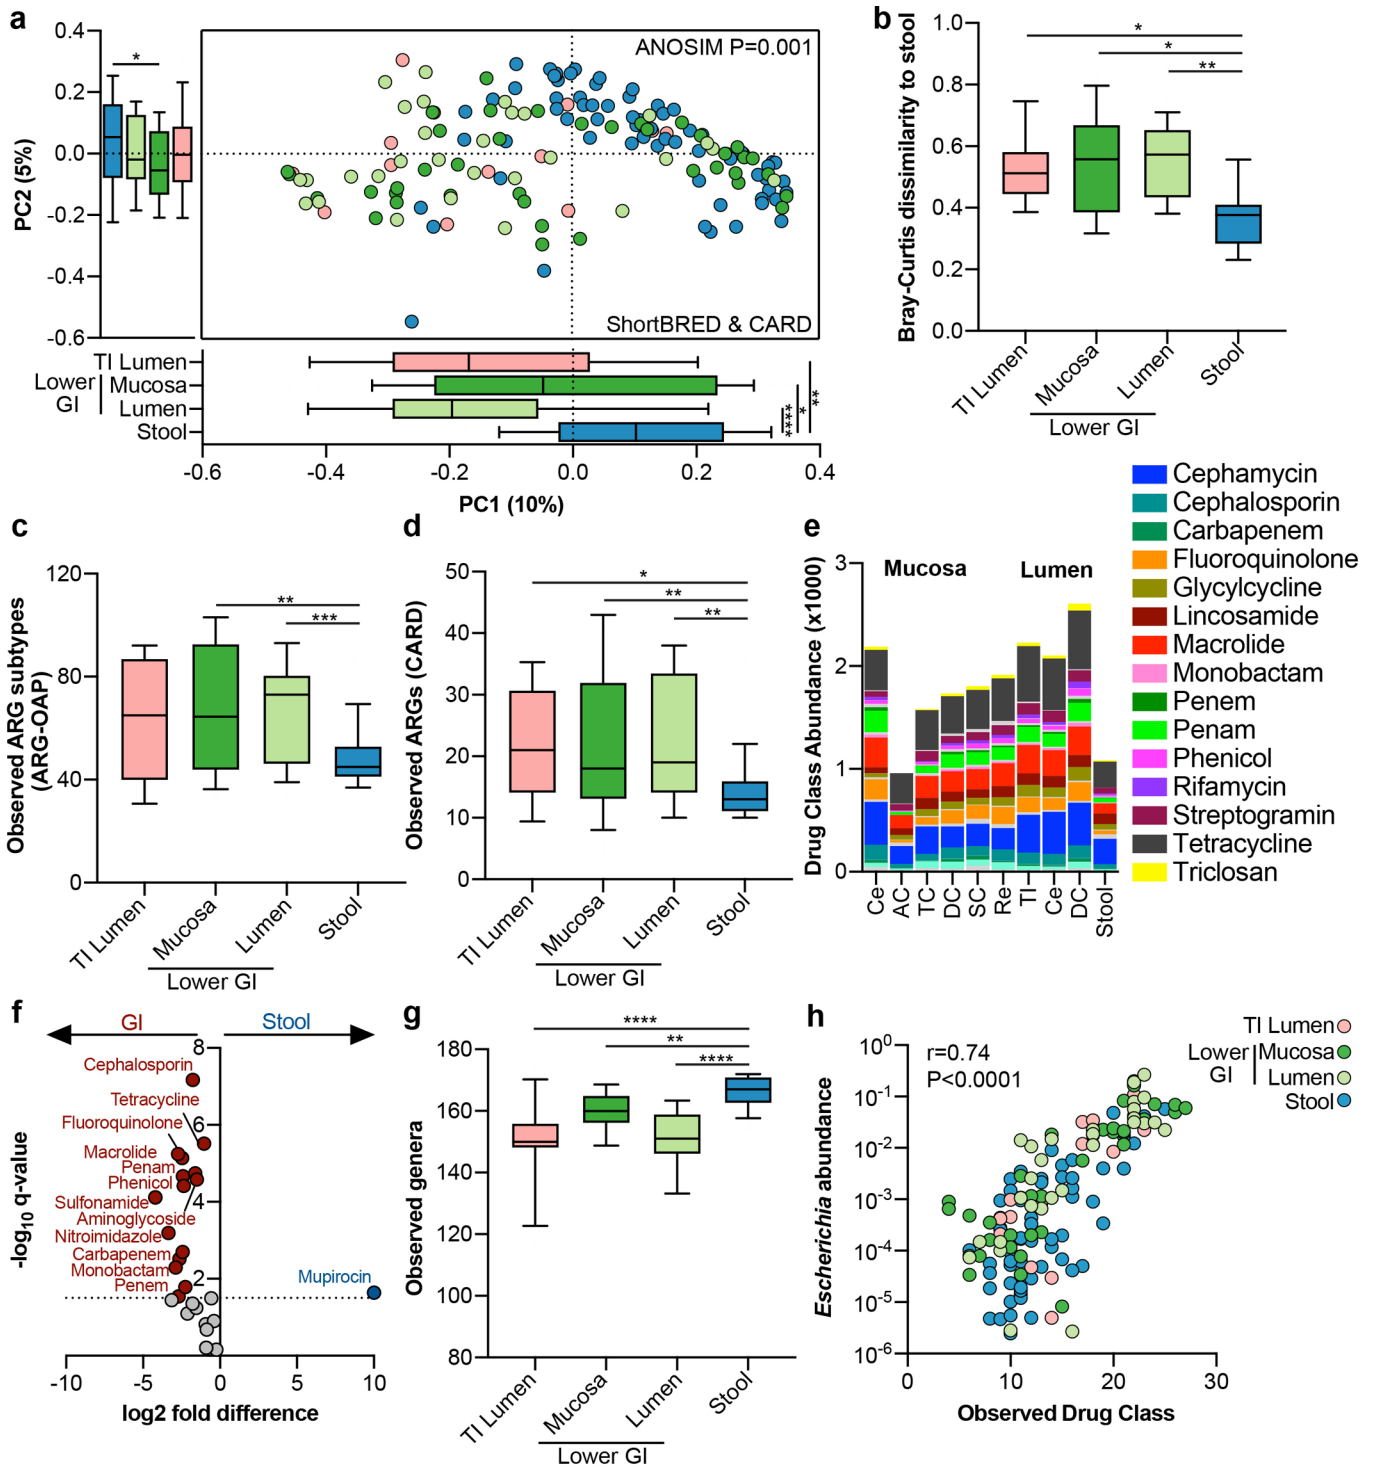 a
0.4
0.2
0.0
-0.2
-0.4
-0.6
PC2 (5%)
*
ANOSIM P=0.001
ShortBRED & CARD
TI Lumen
Lower GI
Mucosa
Lumen
Stool
****
*
**
-0.6
-0.4
-0.2
0.0
0.2
0.4
PC1 (10%)
b
Bray-Curtis dissimilarity to stool
1.0
0.8
0.6
0.4
0.2
0.0
*
*
**
TI Lumen
Mucosa
Lumen
Stool
Lower GI
c
Observed ARG subtypes
(ARG-OAP)
120
80
40
0
**
***
TI Lumen
Mucosa
Lumen
Stool
Lower GI
d
Observed ARGs (CARD)
50
40
30
20
10
0
*
**
**
TI Lumen
Mucosa
Lumen
Stool
Lower GI
e
Drug Class Abundance (x1000)
3
2
1
0
Mucosa
Lumen
Ce
AC
TC
DC
SC
Re
TI
Ce
DC
Stool
Cephamycin
Cephalosporin
Carbapenem
Fluoroquinolone
Glycylcycline
Lincosamide
Macrolide
Monobactam
Penem
Penam
Phenicol
Rifamycin
Streptogramin
Tetracycline
Triclosan
f
GI
Stool
8
6
4
2
-log10 q-value
Cephalosporin
Tetracycline
Fluoroquinolone
Macrolide
Penam
Phenicol
Sulfonamide
Aminoglycoside
Nitroimidazole
Carbapenem
Monobactam
Penem
Mupirocin
-10
-5
0
5
10
log2 fold difference
g
Observed genera
180
160
140
120
100
80
****
**
****
TI Lumen
Mucosa
Lumen
Stool
Lower GI
h
TI Lumen
Lower GI
Mucosa
Lumen
Stool
r=0.74
P<0.0001
Escherichia abundance
10^0
10^-1
10^-2
10^-3
10^-4
10^-5
10^-6
0
10
20
30
Observed Drug Class